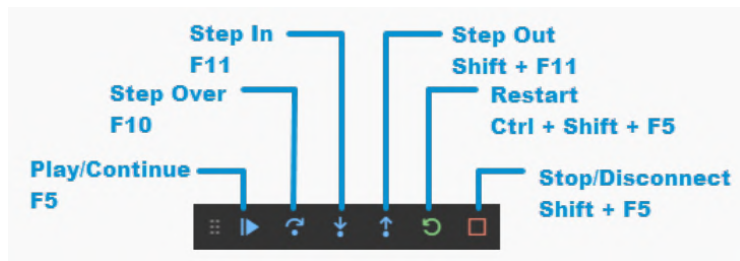 Step In
F11
Step Out
Shift + F11
Step Over
F10
Restart
Ctrl + Shift + F5
Play/Continue
F5
Stop/Disconnect
Shift + F5